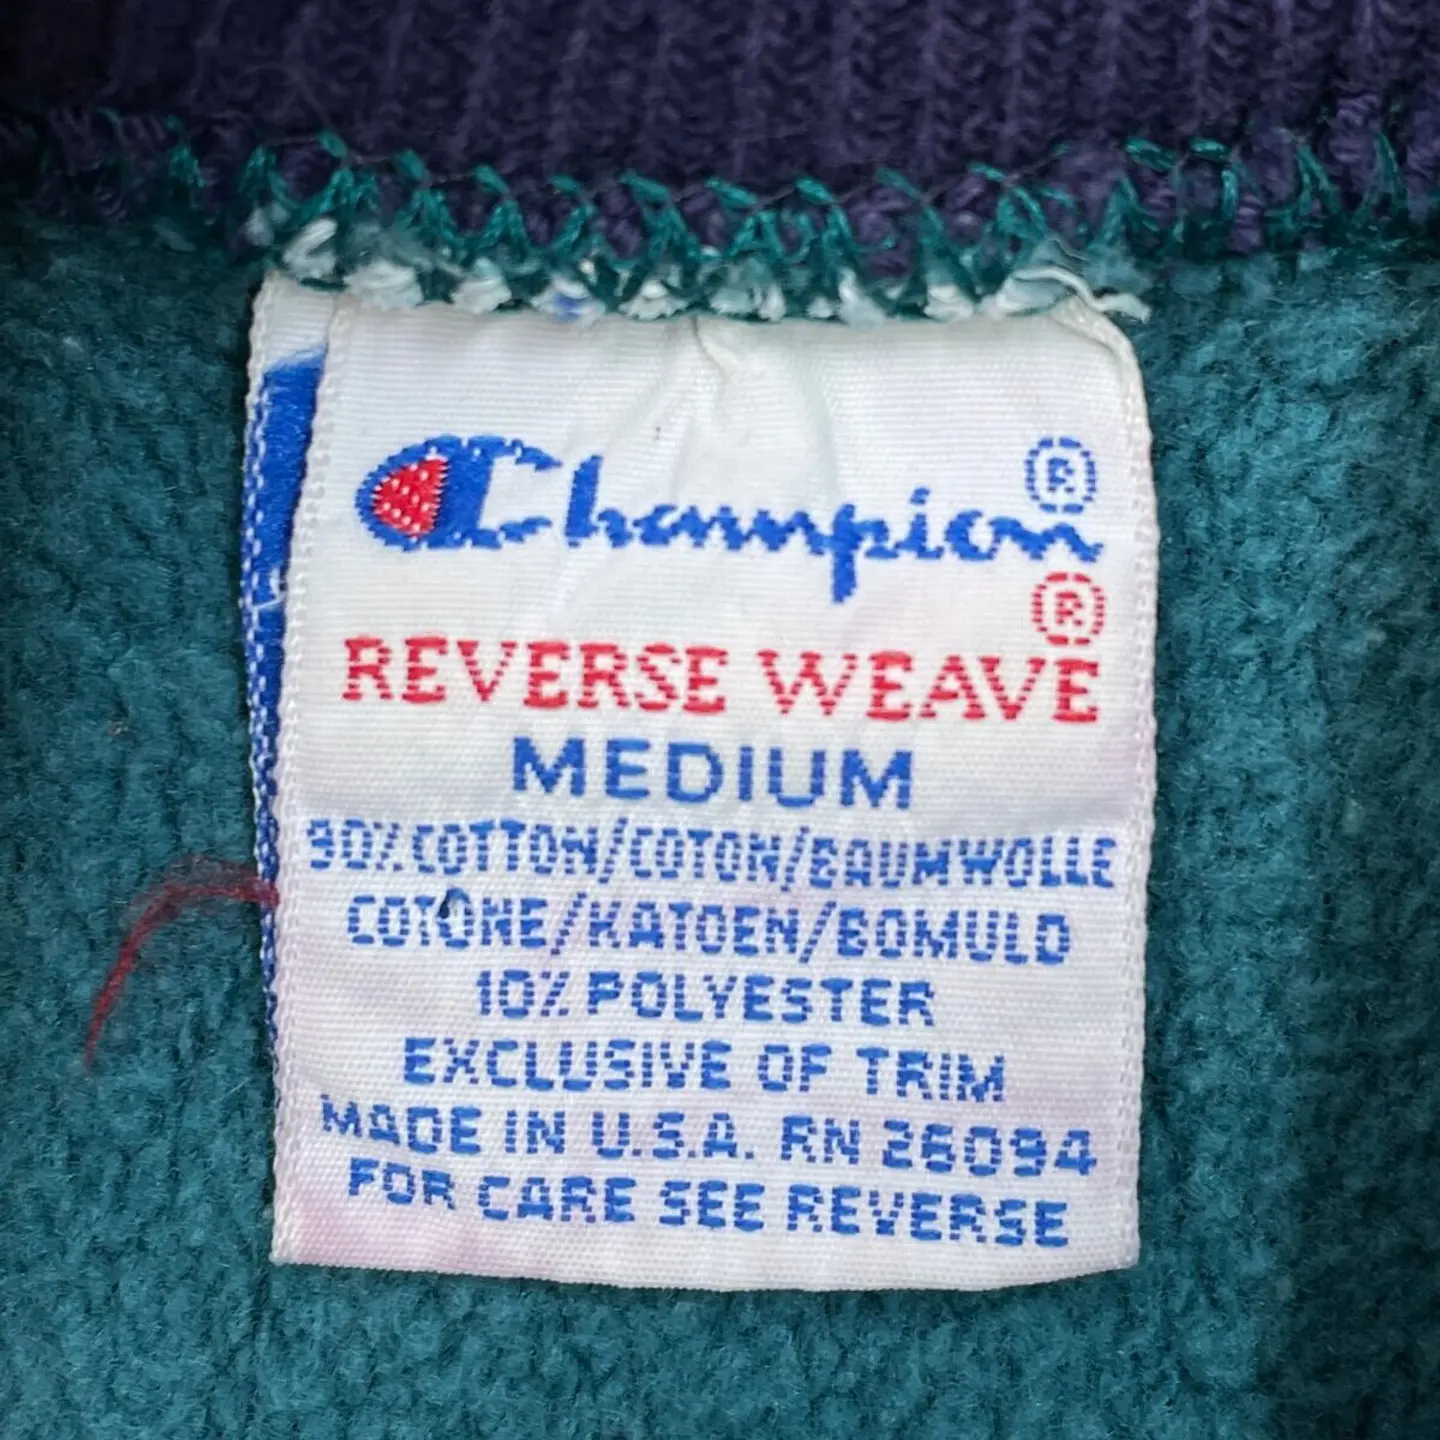 Champion ®
®
REVERSE WEAVE
MEDIUM
90% COTTON/COTON/BAUMWOLLE
COTONE/KATOEN/BOMULD
10% POLYESTER
EXCLUSIVE OF TRIM
MADE IN U.S.A. RN 26094
FOR CARE SEE REVERSE